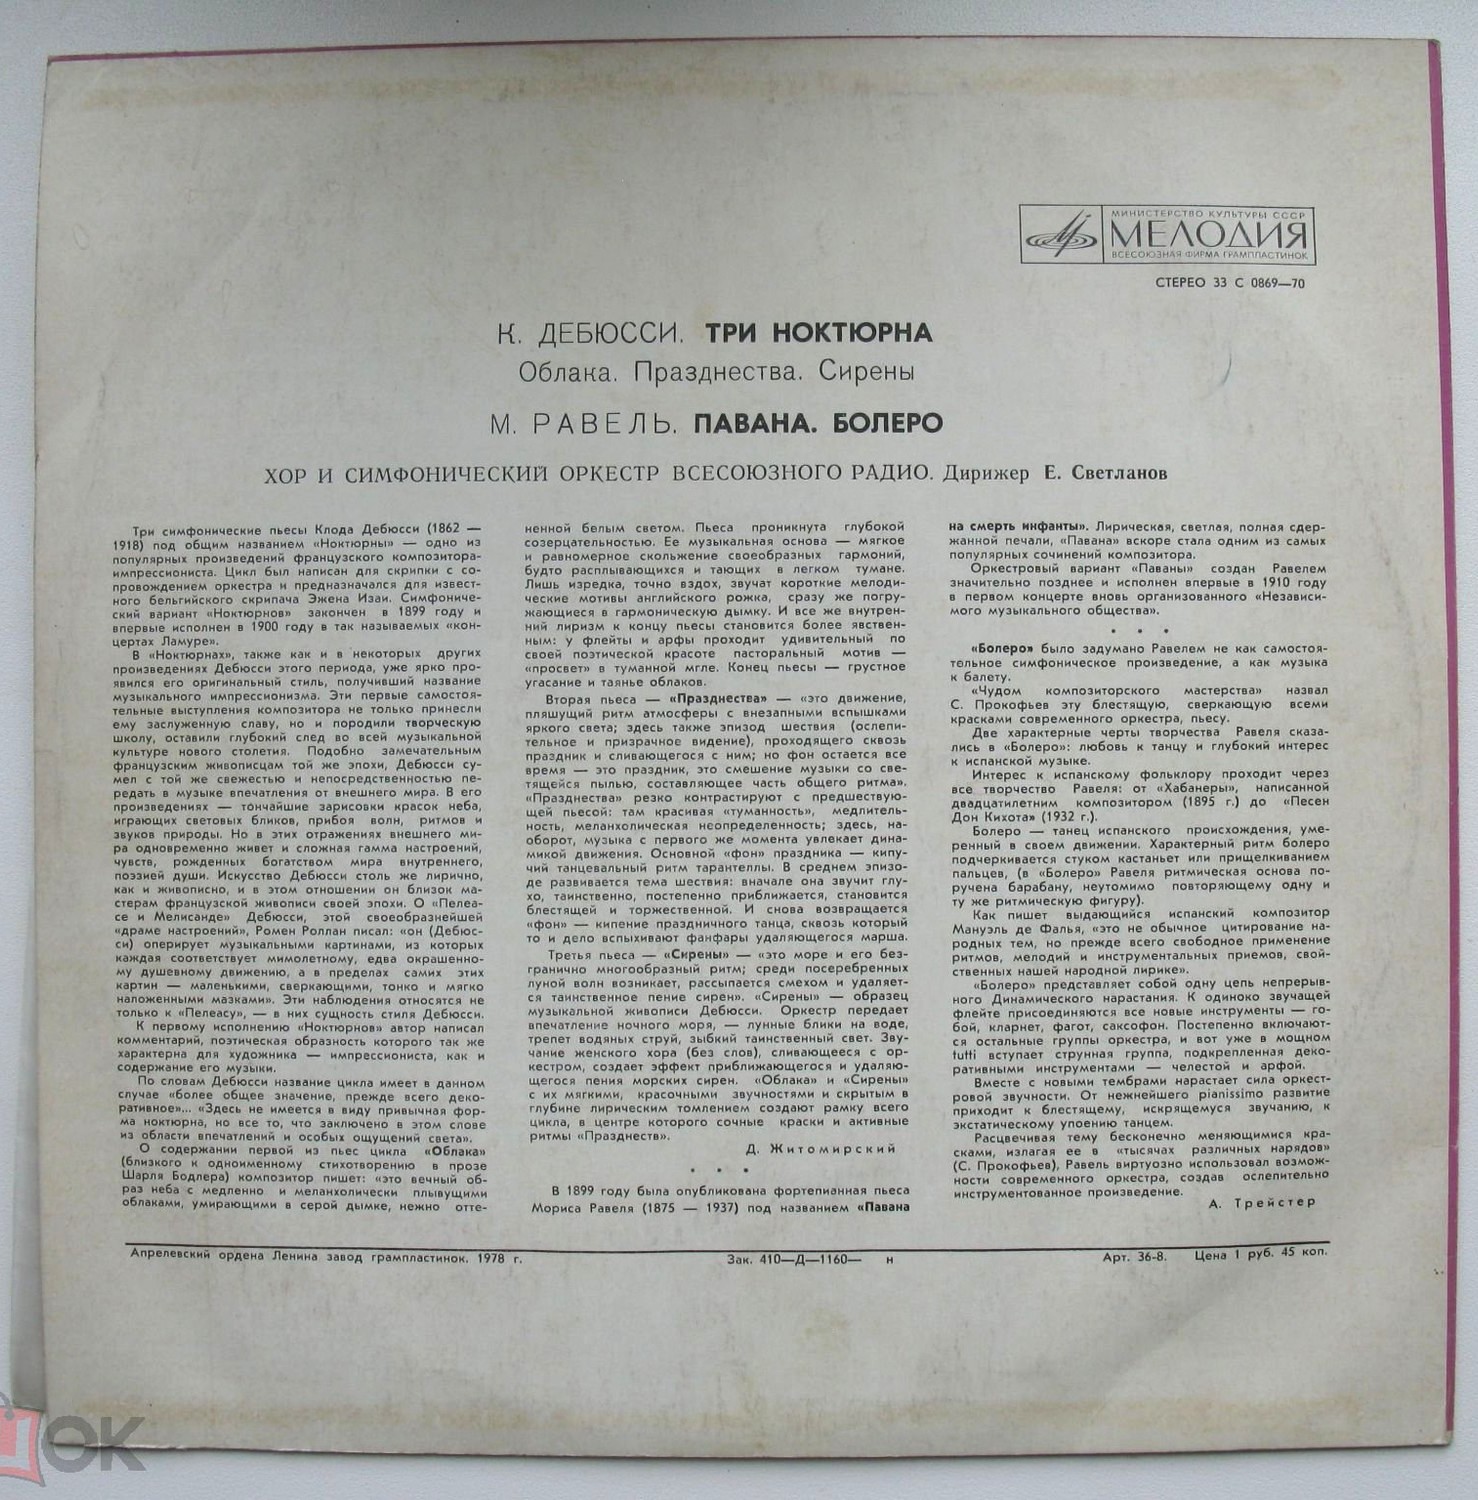 МИНИСТЕРСТВО КУЛЬТУРЫ СССР
МЕЛОДИЯ
ВСЕСОЮЗНАЯ ФИРМА ГРАМПЛАСТИНОК
СТЕРЕО 33 С 0869—70
К. ДЕБЮССИ. ТРИ НОКТЮРНА
Облака. Празднества. Сирены
М. РАВЕЛЬ. ПАВАНА. БОЛЕРО
ХОР И СИМФОНИЧЕСКИЙ ОРКЕСТР ВСЕСОЮЗНОГО РАДИО. Дирижер Е. Светланов
Три симфонические пьесы Клода Дебюсси (1862 —
1918) под общим названием «Ноктюрны» — одно из
популярных произведений французского композитора-
импрессиониста. Цикл был написан для скрипки с со-
провождением оркестра и предназначался для извест-
ного бельгийского скрипача Эжена Изаи. Симфониче-
ский вариант «Ноктюрнов» закончен в 1899 году и
впервые исполнен в 1900 году в так называемых «кон-
цертах Ламуре».
В «Ноктюрнах», также как и в некоторых других
произведениях Дебюсси этого периода, уже ярко про-
явился его оригинальный стиль, получивший название
музыкального импрессионизма. Эти первые самостоя-
тельные выступления композитора не только принесли
ему заслуженную славу, но и породили творческую
школу, оставили глубокий след во всей музыкальной
культуре нового столетия. Подобно замечательным
французским живописцам той же эпохи, Дебюсси су-
мел с той же свежестью и непосредственностью пе-
редать в музыке впечатления от внешнего мира. В его
произведениях — тончайшие зарисовки красок неба,
играющих световых бликов, прибоя волн, ритмов и
звуков природы. Но в этих отражениях внешнего ми-
ра одновременно живет и сложная гамма настроений,
чувств, рожденных богатством мира внутреннего,
поэзией души. Искусство Дебюсси столь же лирично,
как и живописно, и в этом отношении он близок ма-
стерам французской живописи своей эпохи. О «Пелеа-
се и Мелисанде» Дебюсси, этой своеобразнейшей
«драме настроений», Ромен Роллан писал: «он (Дебюс-
си) оперирует музыкальными картинами, из которых
каждая соответствует мимолетному, едва окрашенно-
му душевному движению, а в пределах самих этих
картин — маленькими, сверкающими, тонко и мягко
наложенными мазками». Эти наблюдения относятся не
только к «Пелеасу», — в них сущность стиля Дебюсси.
К первому исполнению «Ноктюрнов» автор написал
комментарий, поэтическая образность которого так же
характерна для художника — импрессиониста, как и
содержание его музыки.
По словам Дебюсси название цикла имеет в данном
случае «более общее значение, прежде всего деко-
ративное»... «Здесь не имеется в виду привычная фор-
ма ноктюрна, но все то, что заключено в этом слове
из области впечатлений и особых ощущений света».
О содержании первой из пьес цикла «Облака»
(близкого к одноименному стихотворению в прозе
Шарля Бодлера) композитор пишет: «это вечный об-
раз неба с медленно и меланхолически плывущими
облаками, умирающими в серой дымке, нежно отте-
ненной белым светом. Пьеса проникнута глубокой
созерцательностью. Ее музыкальная основа — мягкое
и равномерное скольжение своеобразных гармоний,
будто расплывающихся и тающих в легком тумане.
Лишь изредка, точно вздох, звучат короткие мелоди-
ческие мотивы английского рожка, сразу же погру-
жающиеся в гармоническую дымку. И все же внутрен-
ний лиризм к концу пьесы становится более явствен-
ным: у флейты и арфы проходит удивительный по
своей поэтической красоте пасторальный мотив —
«просвет» в туманной мгле. Конец пьесы — грустное
угасание и таянье облаков.
Вторая пьеса — «Празднества» — «это движение,
пляшущий ритм атмосферы с внезапными вспышками
яркого света; здесь также эпизод шествия (ослепи-
тельное и призрачное видение), проходящего сквозь
праздник и сливающегося с ним; но фон остается все
время — это праздник, это смешение музыки со све-
тящейся пылью, составляющее часть общего ритма».
«Празднества» резко контрастируют с предшествую-
щей пьесой: там красивая «туманность», медлитель-
ность, меланхолическая неопределенность; здесь, на-
оборот, музыка с первого же момента увлекает дина-
микой движения. Основной «фон» праздника — кипу-
чий танцевальный ритм тарантеллы. В среднем эпизо-
де развивается тема шествия: вначале она звучит глу-
хо, таинственно, постепенно приближается, становится
блестящей и торжественной. И снова возвращается
«фон» — кипение праздничного танца, сквозь который
то и дело вспыхивают фанфары удаляющегося марша.
Третья пьеса — «Сирены» — «это море и его без-
гранично многообразный ритм; среди посеребренных
луной волн возникает, рассыпается смехом и удаляет-
ся таинственное пение сирен». «Сирены» — образец
музыкальной живописи Дебюсси. Оркестр передает
впечатление ночного моря, — лунные блики на воде,
трепет водяных струй, зыбкий таинственный свет. Зву-
чание женского хора (без слов), сливающееся с ор-
кестром, создает эффект приближающегося и удаляю-
щегося пения морских сирен. «Облака» и «Сирены»
с их мягкими, красочными звучностями и скрытым в
глубине лирическим томлением создают рамку всего
цикла, в центре которого сочные краски и активные
ритмы «Празднеств».
Д. Житомирский
• • •
В 1899 году была опубликована фортепианная пьеса
Мориса Равеля (1875 — 1937) под названием «Павана
на смерть инфанты». Лирическая, светлая, полная сдер-
жанной печали, «Павана» вскоре стала одним из самых
популярных сочинений композитора.
Оркестровый вариант «Паваны» создан Равелем
значительно позднее и исполнен впервые в 1910 году
в первом концерте вновь организованного «Независи-
мого музыкального общества».
• • •
«Болеро» было задумано Равелем не как самостоя-
тельное симфоническое произведение, а как музыка
к балету.
«Чудом композиторского мастерства» назвал
С. Прокофьев эту блестящую, сверкающую всеми
красками современного оркестра, пьесу.
Две характерные черты творчества Равеля сказа-
лись в «Болеро»: любовь к танцу и глубокий интерес
к испанской музыке.
Интерес к испанскому фольклору проходит через
все творчество Равеля: от «Хабанеры», написанной
двадцатилетним композитором (1895 г.) до «Песен
Дон Кихота» (1932 г.).
Болеро — танец испанского происхождения, уме-
ренный в своем движении. Характерный ритм болеро
подчеркивается стуком кастаньет или прищелкиванием
пальцев, (в «Болеро» Равеля ритмическая основа по-
ручена барабану, неутомимо повторяющему одну и
ту же ритмическую фигуру).
Как пишет выдающийся испанский композитор
Мануэль де Фалья, «это не обычное цитирование на-
родных тем, но прежде всего свободное применение
ритмов, мелодий и инструментальных приемов, свой-
ственных нашей народной лирике».
«Болеро» представляет собой одну цепь непрерыв-
ного Динамического нарастания. К одиноко звучащей
флейте присоединяются все новые инструменты — го-
бой, кларнет, фагот, саксофон. Постепенно включают-
ся остальные группы оркестра, и вот уже в мощном
tutti вступает струнная группа, подкрепленная деко-
ративными инструментами — челестой и арфой.
Вместе с новыми тембрами нарастает сила оркест-
ровой звучности. От нежнейшего pianissimo развитие
приходит к блестящему, искрящемуся звучанию, к
экстатическому упоению танцем.
Расцвечивая тему бесконечно меняющимися кра-
сками, излагая ее в «тысячах различных нарядов»
(С. Прокофьев), Равель виртуозно использовал возмож-
ности современного оркестра, создав ослепительно
инструментованное произведение.
А. Трейстер
Апрелевский ордена Ленина завод грампластинок. 1978 г.
Зак. 410—Д—1160— н
Арт. 36-8. Цена 1 руб. 45 коп.
ОК